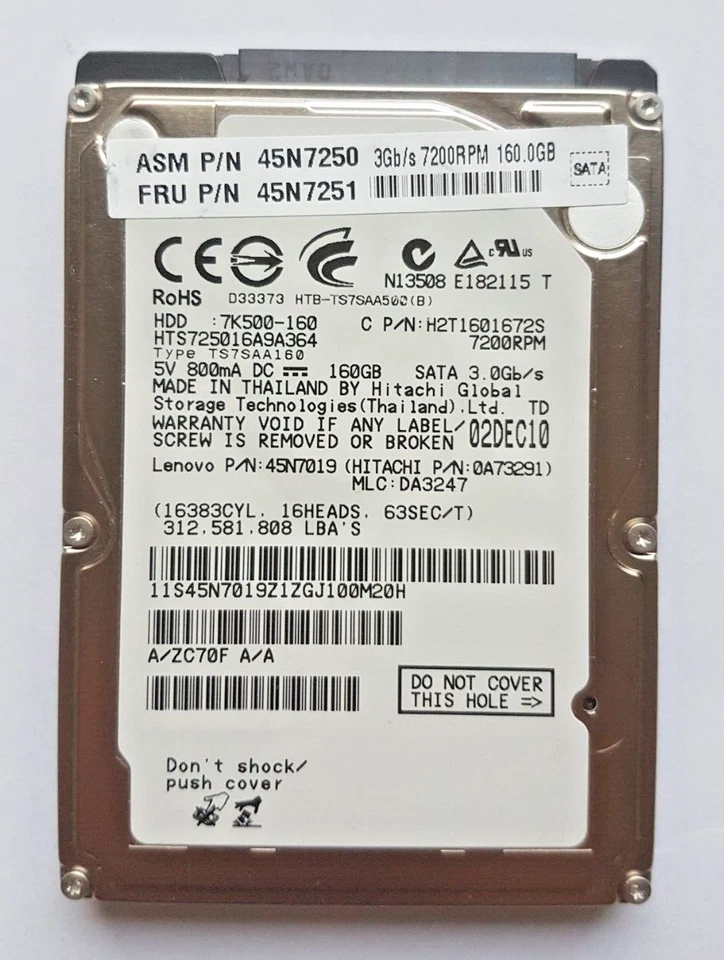 ASM P/N 45N7250 3Gb/s 7200RPM 160.0GB
FRU P/N 45N7251
SATA
CE
N13508 E182115 T
c RU us
RoHS D33373 HTB-TS7SAA500(B)
HDD :7K500-160 C P/N:H2T1601672S
HTS725016A9A364 7200RPM
Type TS7SAA160
5V 800mA DC 160GB SATA 3.0Gb/s
MADE IN THAILAND BY Hitachi Global
Storage Technologies(Thailand).Ltd. TD
WARRANTY VOID IF ANY LABEL/
SCREW IS REMOVED OR BROKEN 02DEC10
Lenovo P/N:45N7019 (HITACHI P/N:0A73291)
MLC:DA3247
(16383CYL. 16HEADS. 63SEC/T)
312.581.808 LBA'S
11S45N7019Z1ZGJ100M20H
A/ZC70F A/A
DO NOT COVER
THIS HOLE =>
Don't shock/
push cover